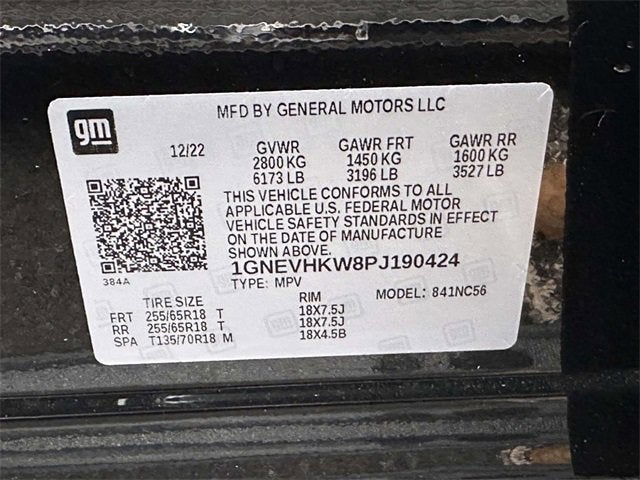 gm
MFD BY GENERAL MOTORS LLC
12/22 GVWR GAWR FRT GAWR RR
2800 KG 1450 KG 1600 KG
6173 LB 3196 LB 3527 LB
THIS VEHICLE CONFORMS TO ALL
APPLICABLE U.S. FEDERAL MOTOR
VEHICLE SAFETY STANDARDS IN EFFECT
ON THE DATE OF MANUFACTURE
SHOWN ABOVE.
384A
1GNEVHKW8PJ190424
TYPE: MPV MODEL: 841NC56
TIRE SIZE RIM
FRT 255/65R18 T 18X7.5J
RR 255/65R18 T 18X7.5J
SPA T135/70R18 M 18X4.5B